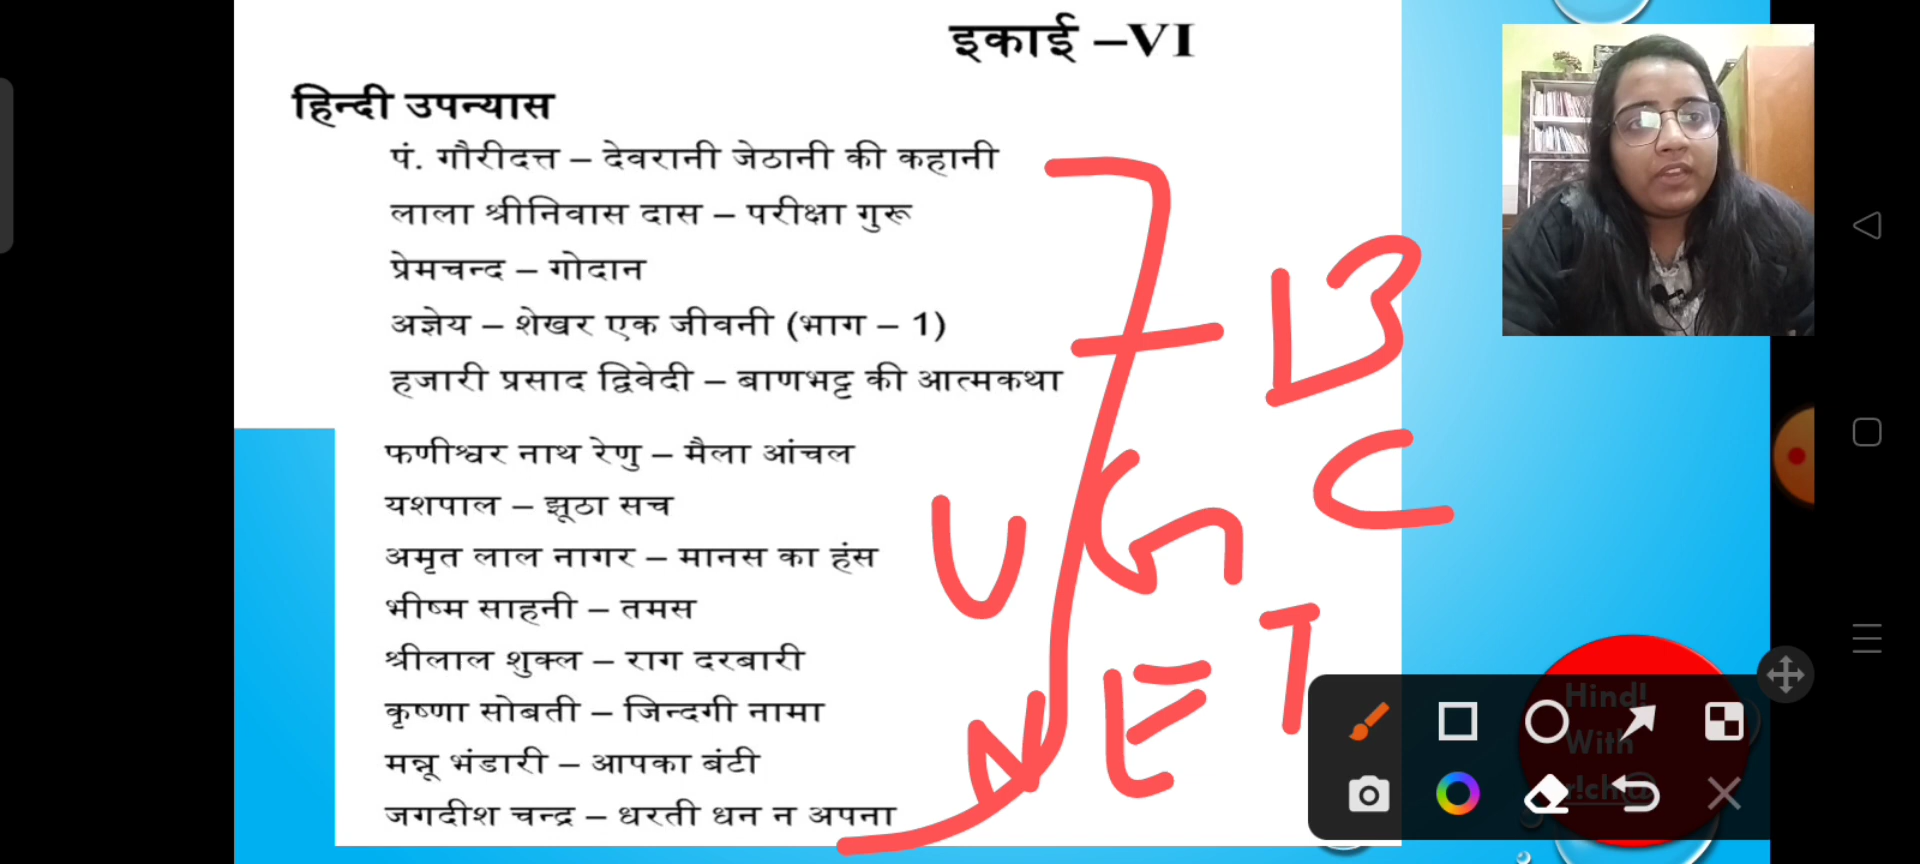 इकाई –VI
हिन्दी उपन्यास
पं. गौरीदत्त – देवरानी जेठानी की कहानी
लाला श्रीनिवास दास – परीक्षा गुरू
प्रेमचन्द – गोदान
अज्ञेय – शेखर एक जीवनी (भाग – 1)
हजारी प्रसाद द्विवेदी – बाणभट्ट की आत्मकथा
फणीश्वर नाथ रेणु – मैला आंचल
यशपाल – झूठा सच
अमृत लाल नागर – मानस का हंस
भीष्म साहनी – तमस
श्रीलाल शुक्ल – राग दरबारी
कृष्णा सोबती – जिन्दगी नामा
मन्नू भंडारी – आपका बंटी
जगदीश चन्द्र – धरती धन न अपना
U G C
NET
Hind!
With